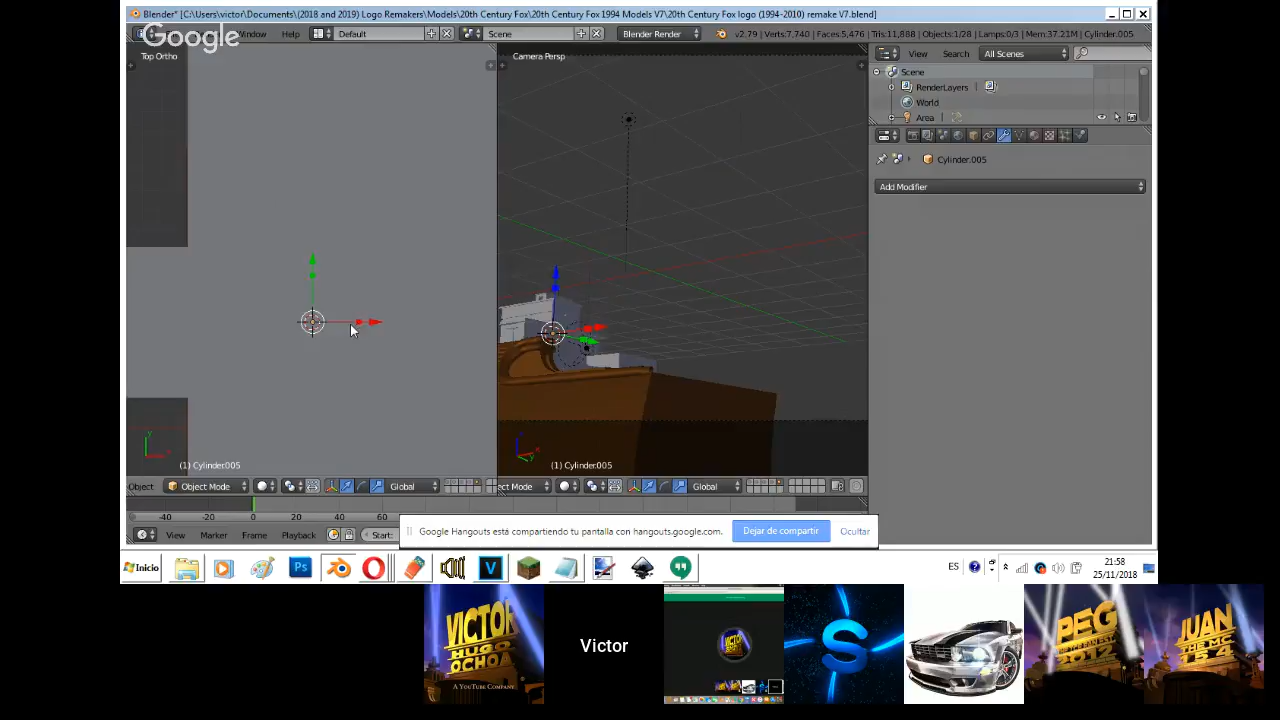 Blender* [C:\Users\victor\Documents\(2018 and 2019) Logo Remakers\Models\20th Century Fox\20th Century Fox 1994 Models V7\20th Century Fox logo (1994-2010) remake V7.blend]
Google
Window Help Default Scene Blender Render v2.79 | Verts:7,740 | Faces:5,476 | Tris:11,888 | Objects:1/28 | Lamps:0/3 | Mem:37.21M | Cylinder.005
Top Ortho
Camera Persp
View Search All Scenes
Scene
RenderLayers
World
Area
Cylinder.005
Add Modifier
(1) Cylinder.005
(1) Cylinder.005
Object Object Mode Global
ect Mode Global
-40 -20 0 20 40 60
View Marker Frame Playback Start:
Google Hangouts está compartiendo tu pantalla con hangouts.google.com. Dejar de compartir Ocultar
Inicio
Ps
V
ES
21:58
25/11/2018
VICTOR
HUGO
OCHOA
A YOUTUBE COMPANY
Victor
S
PEG
2012
JUAN
THE MC
154